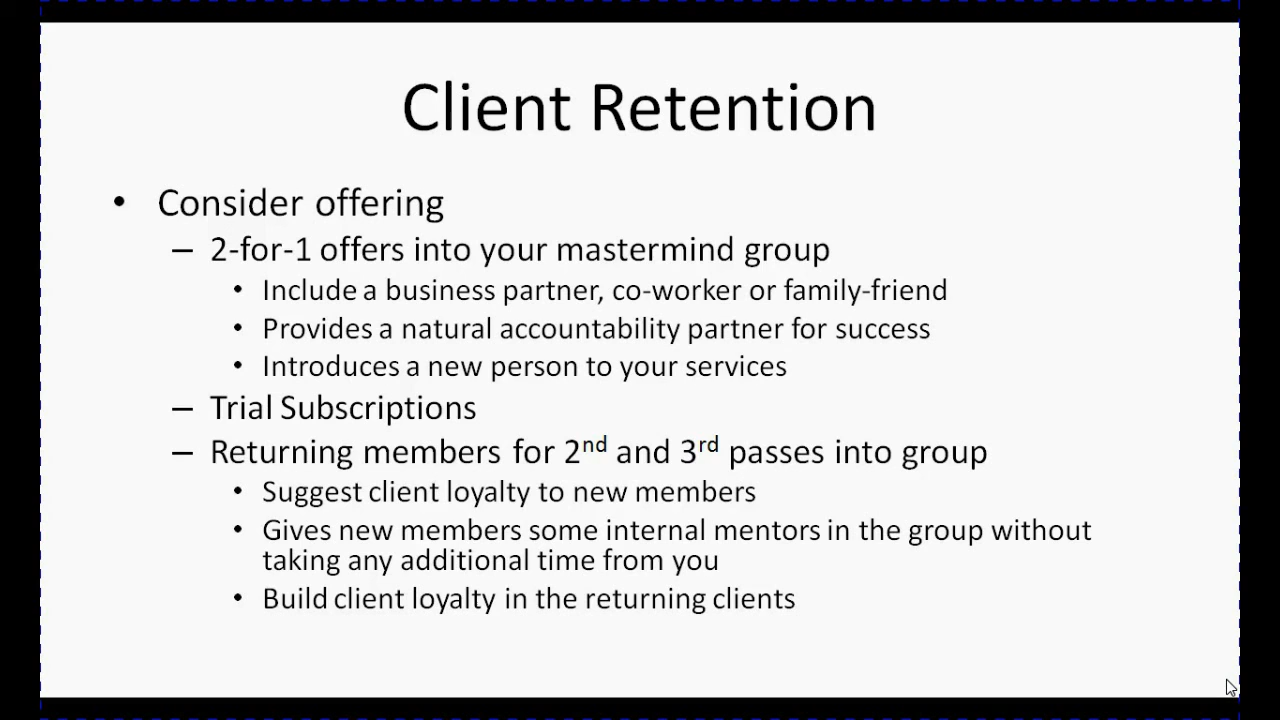 Client Retention
• Consider offering
– 2-for-1 offers into your mastermind group
• Include a business partner, co-worker or family-friend
• Provides a natural accountability partner for success
• Introduces a new person to your services
– Trial Subscriptions
– Returning members for 2nd and 3rd passes into group
• Suggest client loyalty to new members
• Gives new members some internal mentors in the group without
taking any additional time from you
• Build client loyalty in the returning clients